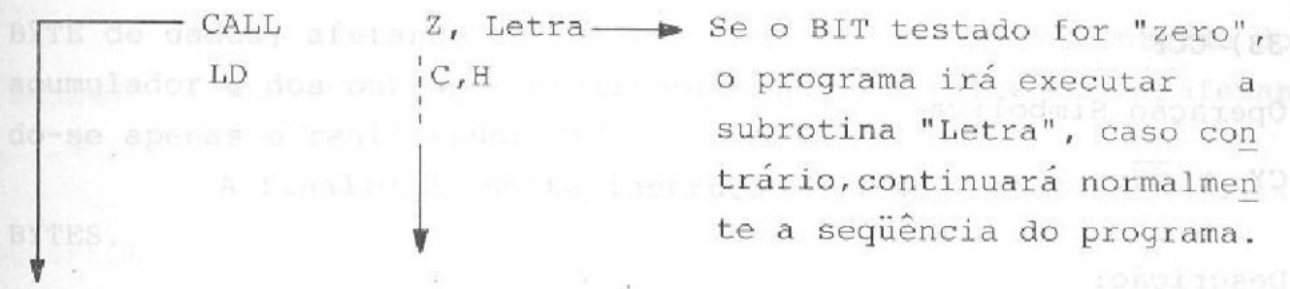 CALL Z, Letra Se o BIT testado for "zero",
LD C,H o programa irá executar a
subrotina "Letra", caso con
trário,continuará normalmen
te a seqüência do programa.